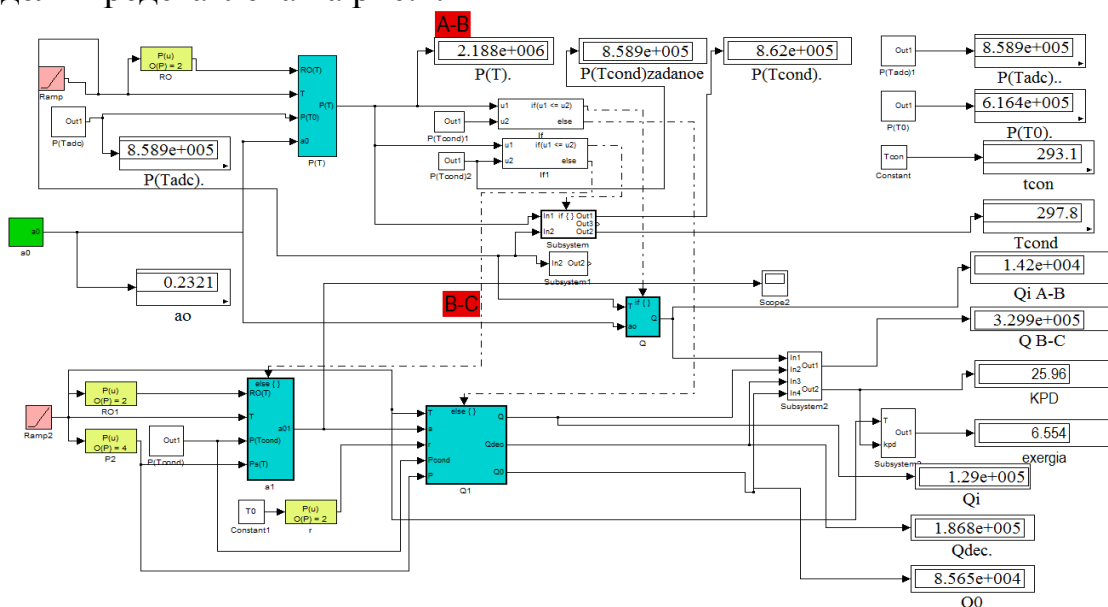 A-B
P(u)
O(P) = 2
RO
Ramp
Out1
P(Tadc)
8.589e+005
P(Tadc).
RO(T)
T
P(T0)
a0
P(T)
P(T)
2.188e+006
P(T).
8.589e+005
P(Tcond)zadanoe
8.62e+005
P(Tcond).
Out1
P(Tadc)1
8.589e+005
P(Tadc)..
Out1
P(T0)
6.164e+005
P(T0).
Tcon
Constant
293.1
tcon
297.8
Tcond
Out1
P(Tcond)1
u1
u2
if(u1 <= u2)
else
If
Out1
P(Tcond)2
u1
u2
if(u1 <= u2)
else
If1
In1
In2
if { }
Out1
Out3
Out2
Subsystem
In2
Out2
Subsystem1
a0
a0
0.2321
ao
B-C
Scope2
if { }
T
ao
Q
Q
1.42e+004
Qi A-B
3.299e+005
Q B-C
25.96
KPD
6.554
exergia
In1
In2
In3
In4
Out1
Out2
Subsystem2
T
kpd
Out1
Ramp2
P(u)
O(P) = 2
RO1
P(u)
O(P) = 4
P2
Out1
P(Tcond)
else { }
RO(T)
T
P(Tcond)
Ps(T)
a01
a1
T0
Constant1
P(u)
O(P) = 2
r
else { }
T
a
r
Pcond
P
Q
Qdec
Q0
Q1
1.29e+005
Qi
1.868e+005
Qdec.
8.565e+004